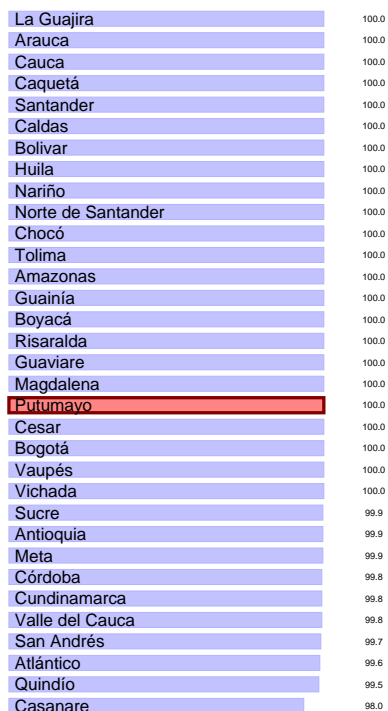 La Guajira 100.0
Arauca 100.0
Cauca 100.0
Caquetá 100.0
Santander 100.0
Caldas 100.0
Bolivar 100.0
Huila 100.0
Nariño 100.0
Norte de Santander 100.0
Chocó 100.0
Tolima 100.0
Amazonas 100.0
Guainía 100.0
Boyacá 100.0
Risaralda 100.0
Guaviare 100.0
Magdalena 100.0
Putumayo 100.0
Cesar 100.0
Bogotá 100.0
Vaupés 100.0
Vichada 100.0
Sucre 99.9
Antioquia 99.9
Meta 99.9
Córdoba 99.8
Cundinamarca 99.8
Valle del Cauca 99.8
San Andrés 99.7
Atlántico 99.6
Quindío 99.5
Casanare 98.0